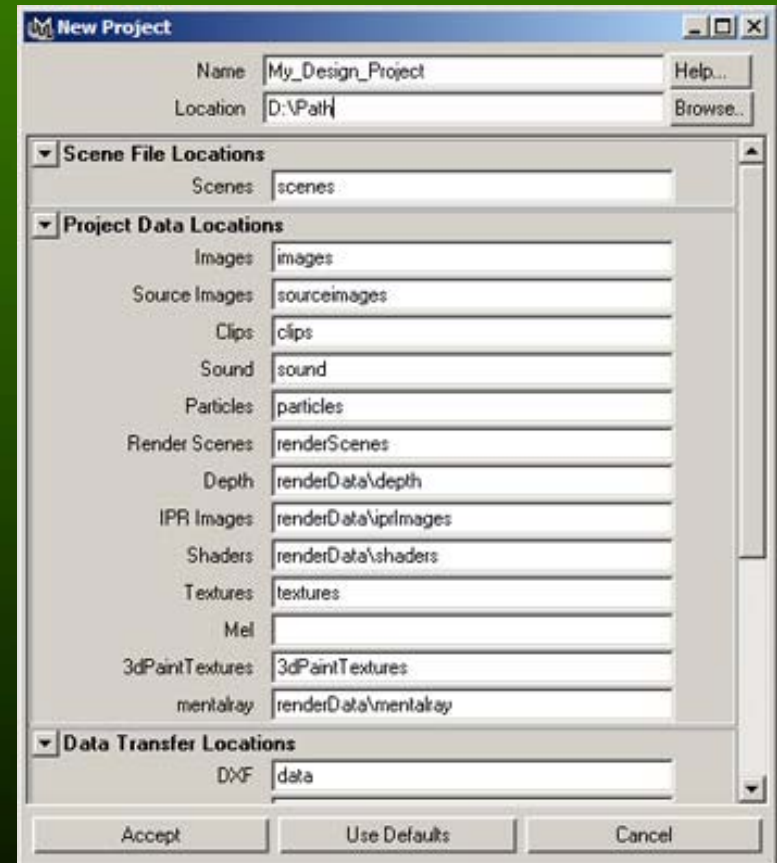 New Project
Name My_Design_Project Help...
Location D:\Path Browse..
Scene File Locations
Scenes scenes
Project Data Locations
Images images
Source Images sourceimages
Clips clips
Sound sound
Particles particles
Render Scenes renderScenes
Depth renderData\depth
IPR Images renderData\iprImages
Shaders renderData\shaders
Textures textures
Mel
3dPaintTextures 3dPaintTextures
mentalray renderData\mentalray
Data Transfer Locations
DXF data
Accept Use Defaults Cancel